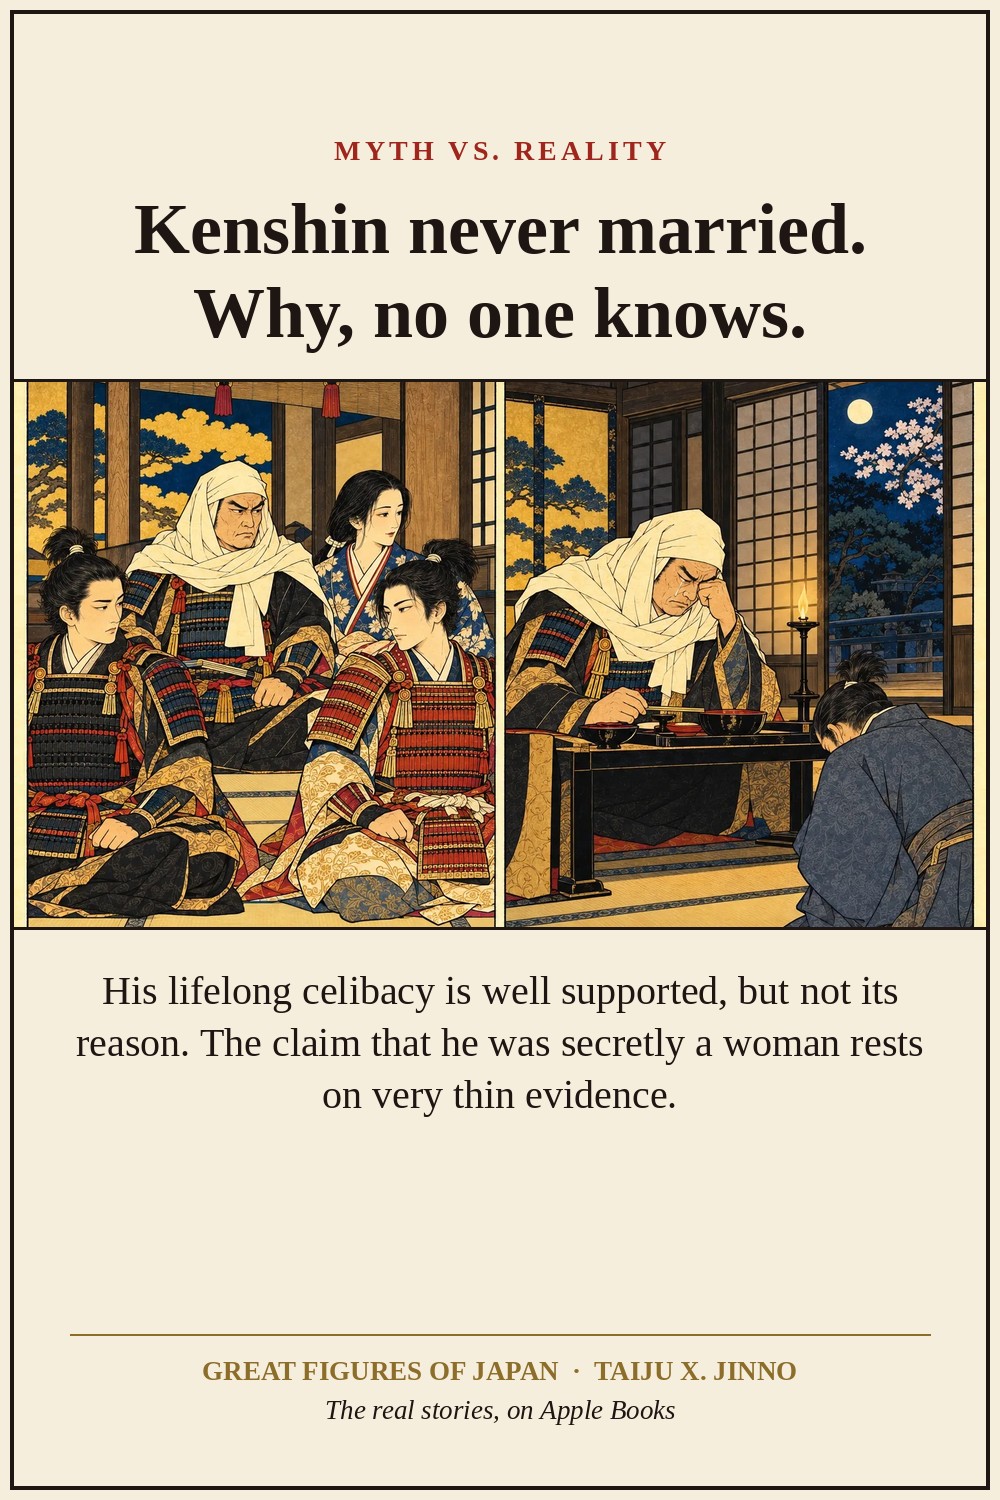 MYTH VS. REALITY
Kenshin never married.
Why, no one knows.
His lifelong celibacy is well supported, but not its
reason. The claim that he was secretly a woman rests
on very thin evidence.
GREAT FIGURES OF JAPAN · TAIJU X. JINNO
The real stories, on Apple Books